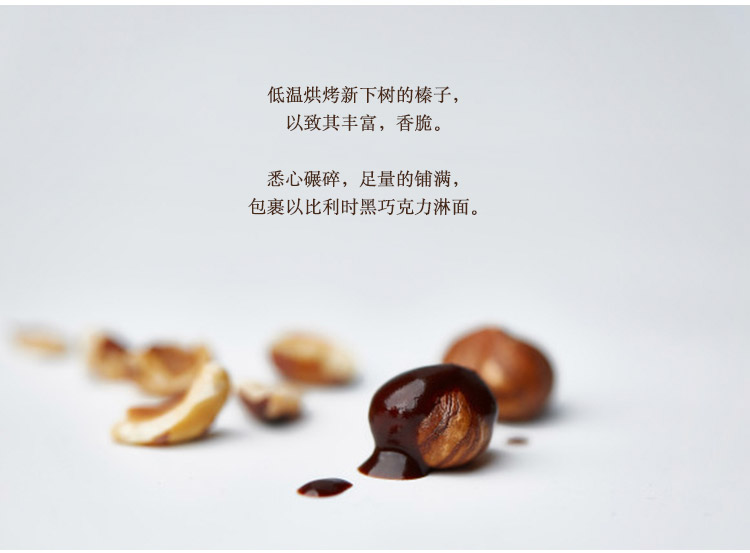 低温烘烤新下树的榛子，
以致其丰富，香脆。
悉心碾碎，足量的铺满，
包裹以比利时黑巧克力淋面。